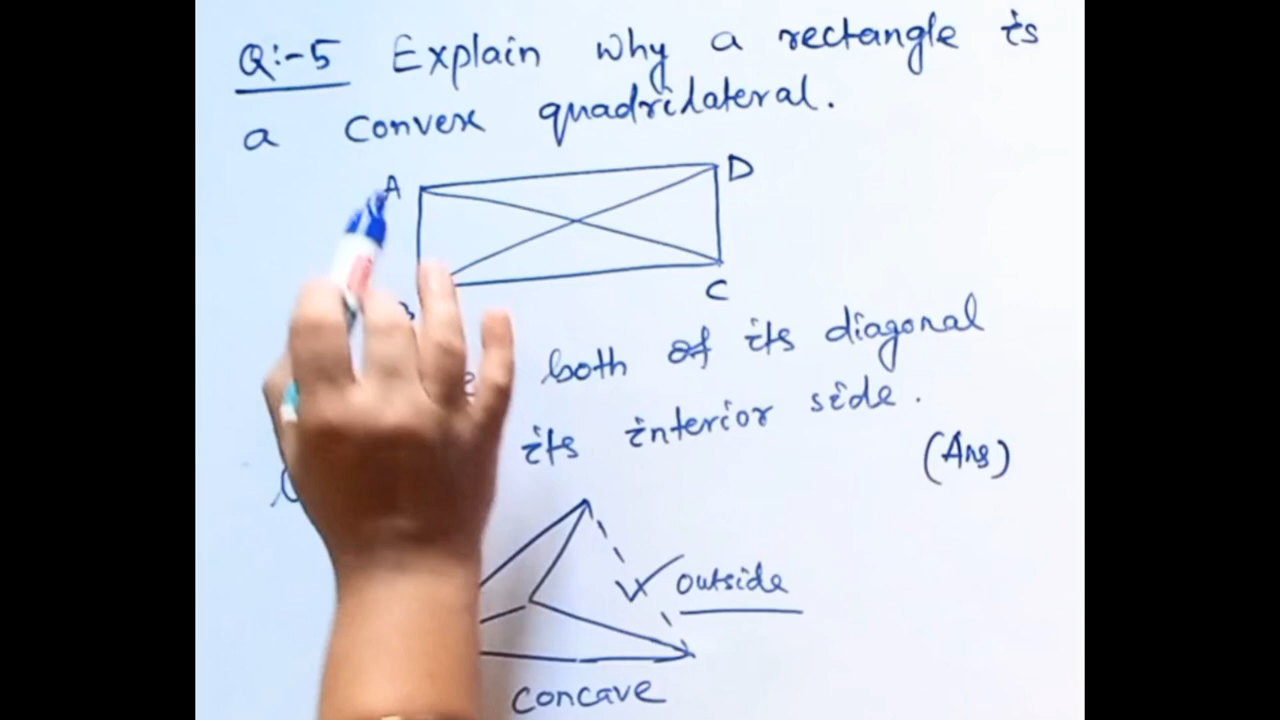 Q:-5 Explain why a rectangle is
a convex quadrilateral.
A D
C
both of its diagonal
its interior side.
(Ans)
outside
Concave